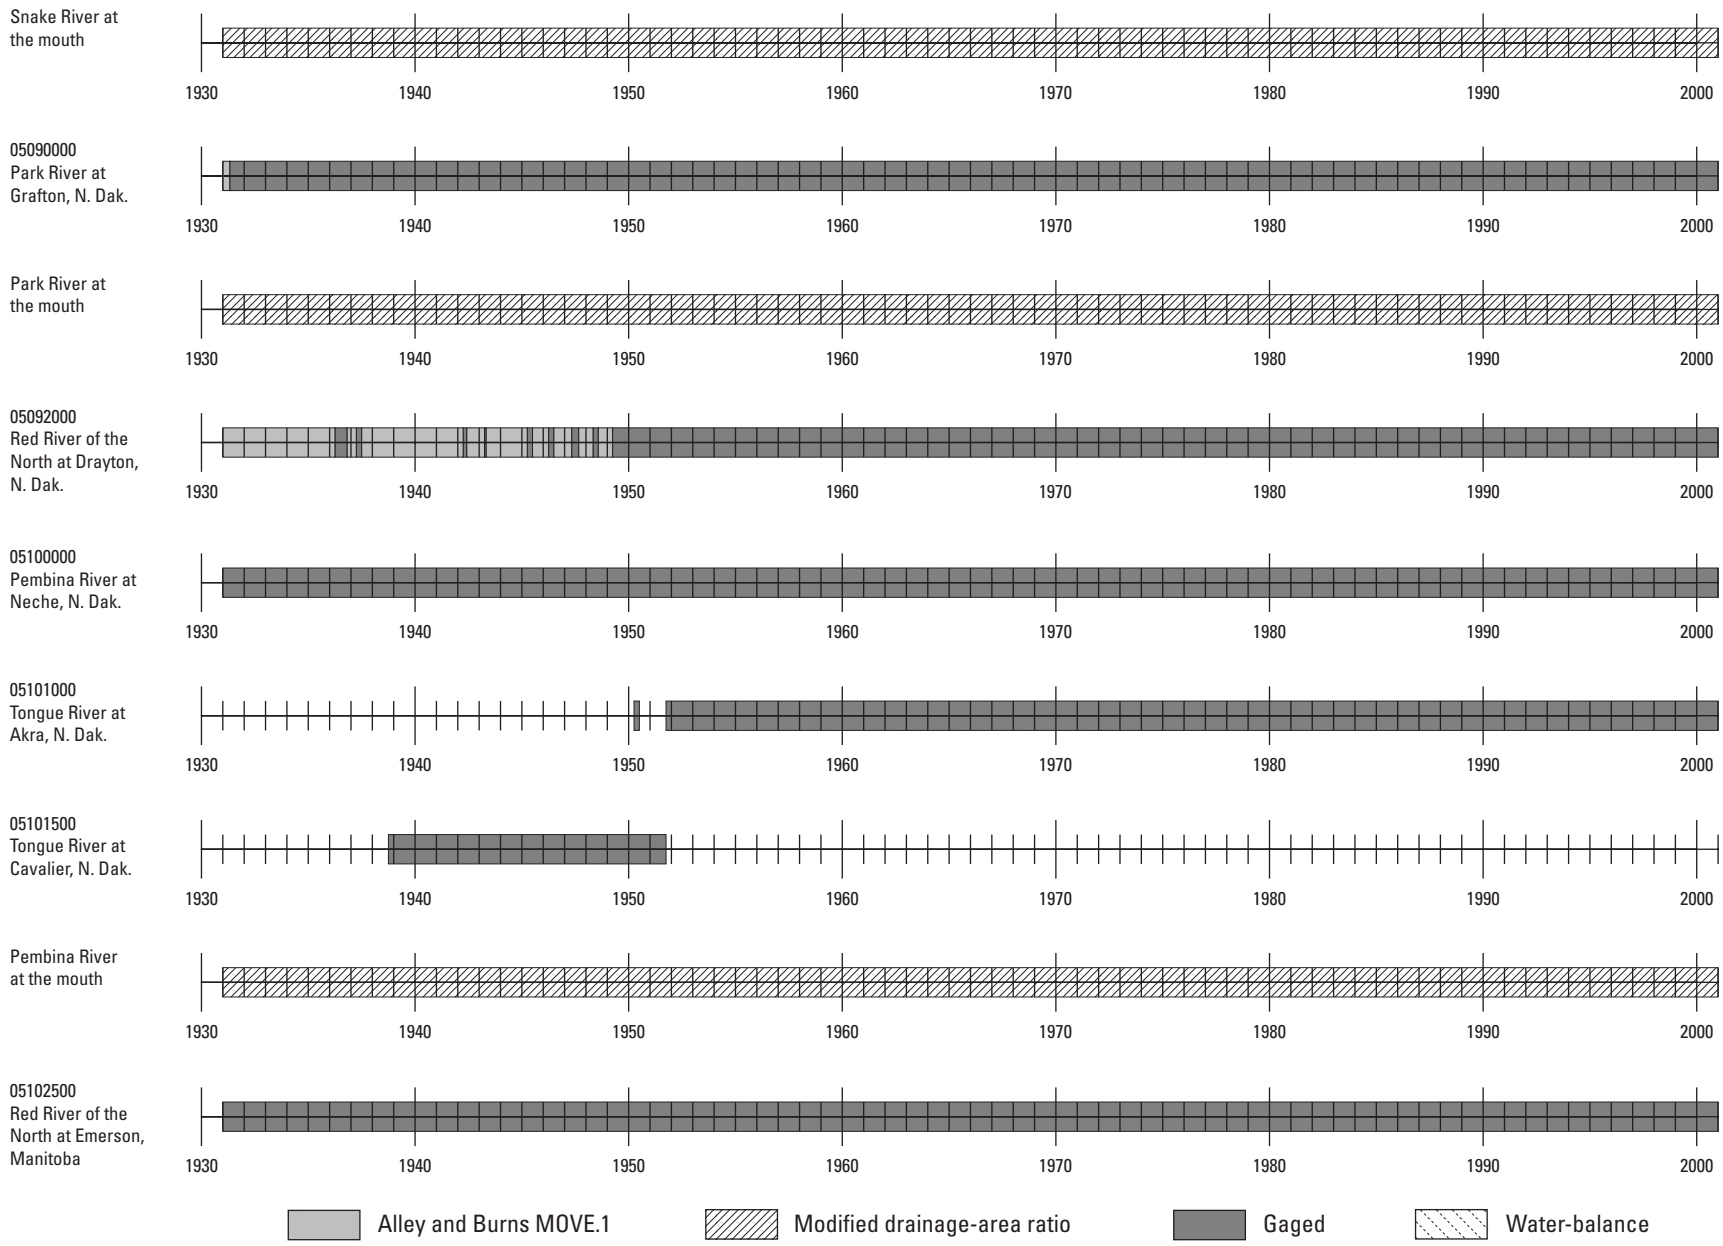 Snake River at
the mouth
1930 1940 1950 1960 1970 1980 1990 2000
05090000
Park River at
Grafton, N. Dak.
1930 1940 1950 1960 1970 1980 1990 2000
Park River at
the mouth
1930 1940 1950 1960 1970 1980 1990 2000
05092000
Red River of the
North at Drayton,
N. Dak.
1930 1940 1950 1960 1970 1980 1990 2000
05100000
Pembina River at
Neche, N. Dak.
1930 1940 1950 1960 1970 1980 1990 2000
05101000
Tongue River at
Akra, N. Dak.
1930 1940 1950 1960 1970 1980 1990 2000
05101500
Tongue River at
Cavalier, N. Dak.
1930 1940 1950 1960 1970 1980 1990 2000
Pembina River
at the mouth
1930 1940 1950 1960 1970 1980 1990 2000
05102500
Red River of the
North at Emerson,
Manitoba
1930 1940 1950 1960 1970 1980 1990 2000
Alley and Burns MOVE.1 Modified drainage-area ratio Gaged Water-balance